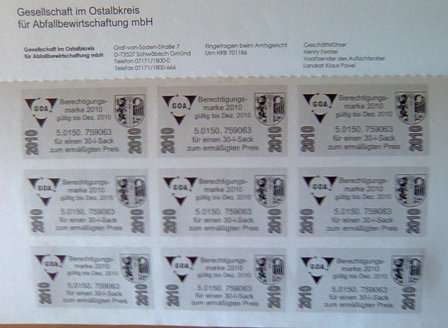 Gesellschaft im Ostalbkreis
für Abfallbewirtschaftung mbH
Gesellschaft im Ostalbkreis
für Abfallbewirtschaftung mbH
Graf-von-Soden-Straße 7
D-73527 Schwäbisch Gmünd
Telefon 07171/1800-0
Telefax 07171/1800-666
Eingetragen beim Amtsgericht
Ulm HRB 701186
Geschäftsführer
Henry Forster
Vorsitzender des Aufsichtsrates
Landrat Klaus Pavel
GOA
Berechtigungs-
marke 2010
gültig bis Dez. 2010
5.0150. 759063
für einen 30-l-Sack
zum ermäßigten Preis
2010
2010
GOA
Berechtigungs-
marke 2010
gültig bis Dez. 2010
5.0150. 759063
für einen 30-l-Sack
zum ermäßigten Preis
2010
2010
GOA
Berechtigungs-
marke 2010
gültig bis Dez. 2010
5.0150. 759063
für einen 30-l-Sack
zum ermäßigten Preis
2010
2010
GOA
Berechtigungs-
marke 2010
gültig bis Dez. 2010
5.0150. 759063
für einen 30-l-Sack
zum ermäßigten Preis
2010
2010
GOA
Berechtigungs-
marke 2010
gültig bis Dez. 2010
5.0150. 759063
für einen 30-l-Sack
zum ermäßigten Preis
2010
2010
GOA
Berechtigungs-
marke 2010
gültig bis Dez. 2010
5.0150. 759063
für einen 30-l-Sack
zum ermäßigten Preis
2010
2010
GOA
Berechtigungs-
marke 2010
gültig bis Dez. 2010
5.0150. 759063
für einen 30-l-Sack
zum ermäßigten Preis
2010
2010
GOA
Berechtigungs-
marke 2010
gültig bis Dez. 2010
5.0150. 759063
für einen 30-l-Sack
zum ermäßigten Preis
2010
2010
GOA
Berechtigungs-
marke 2010
gültig bis Dez. 2010
5.0150. 759063
für einen 30-l-Sack
zum ermäßigten Preis
2010
2010